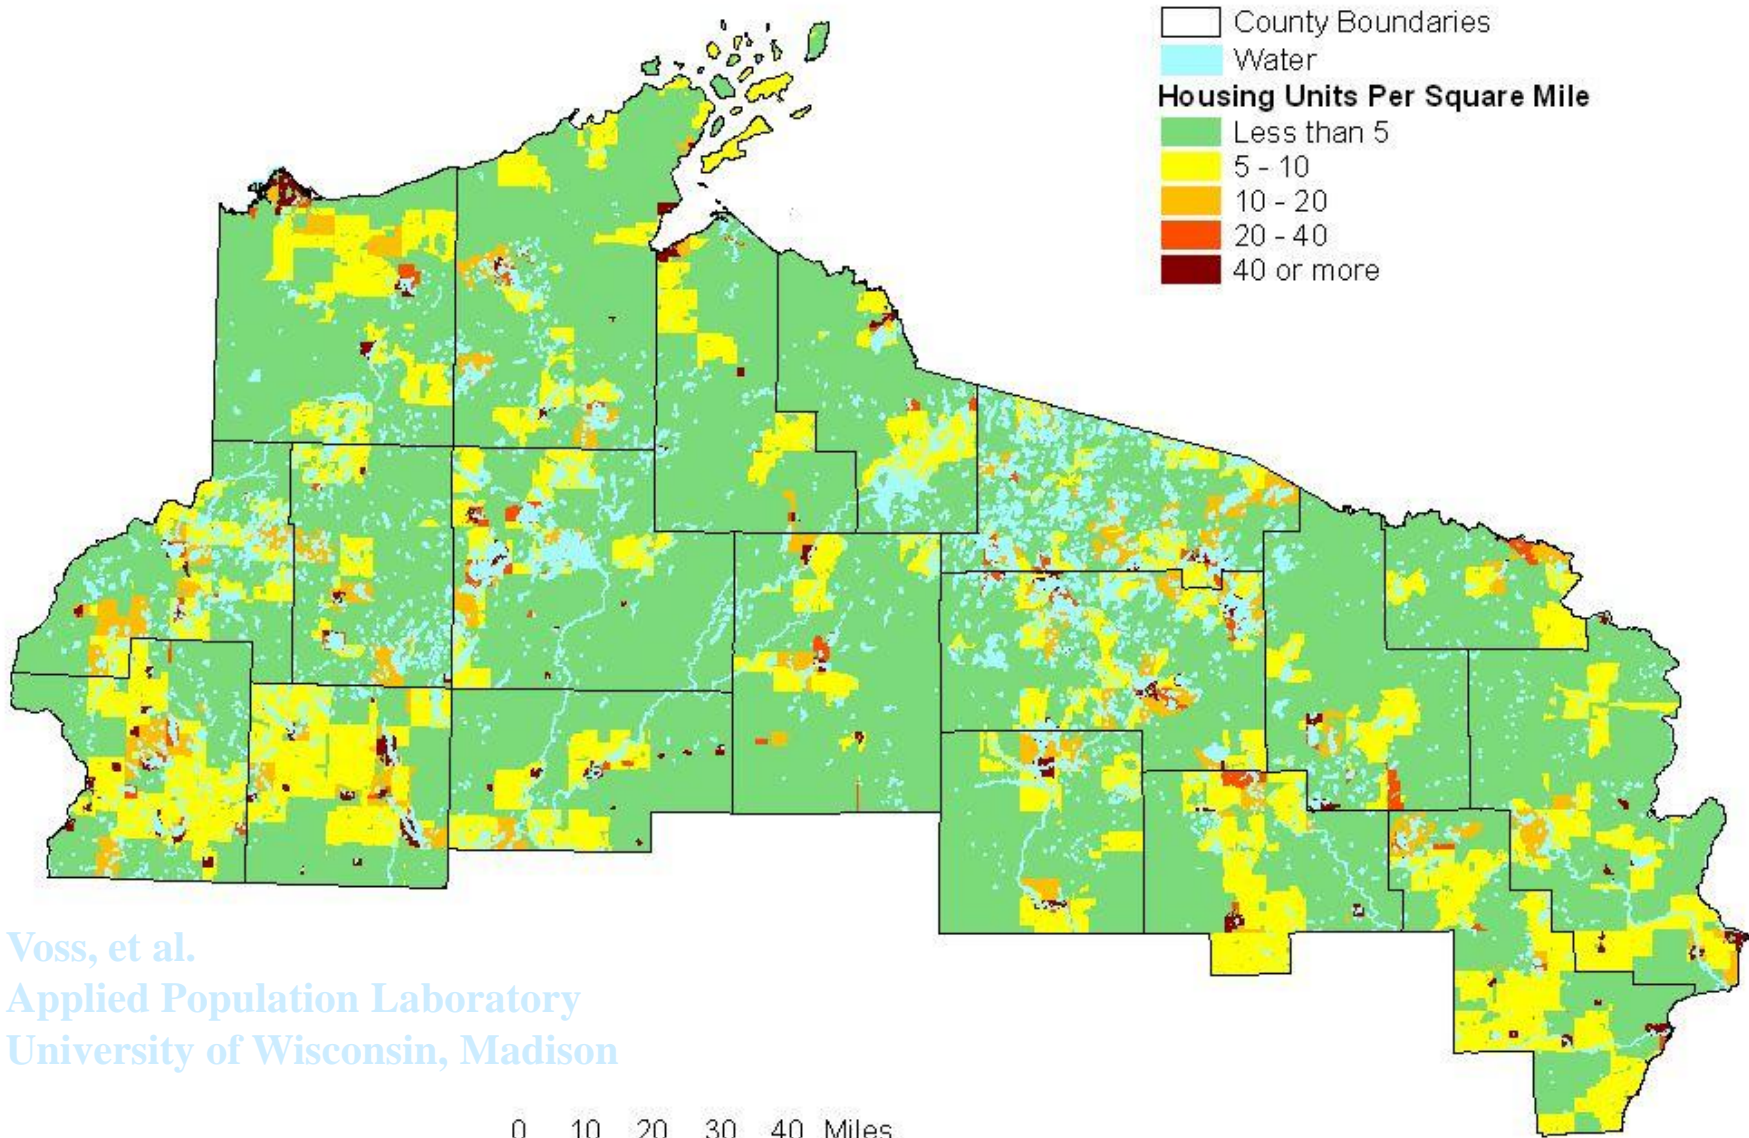 County Boundaries
Water
Housing Units Per Square Mile
Less than 5
5 - 10
10 - 20
20 - 40
40 or more
Voss, et al.
Applied Population Laboratory
University of Wisconsin, Madison
0 10 20 30 40 Miles